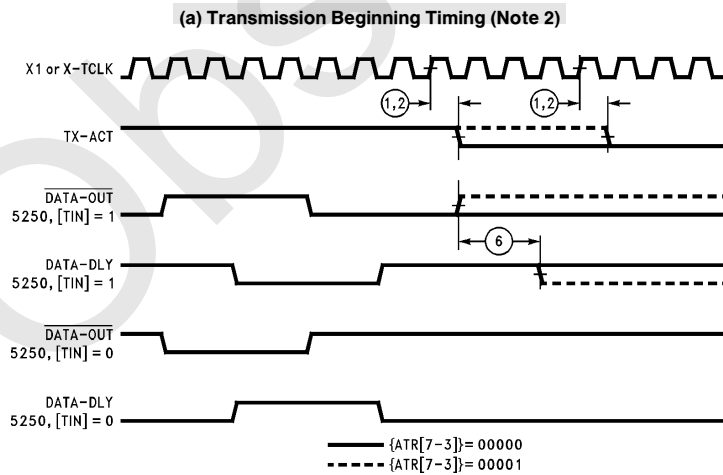 (a) Transmission Beginning Timing (Note 2)
X1 or X-TCLK
1,2
1,2
TX-ACT
DATA-OUT
5250, [TIN] = 1
6
DATA-DLY
5250, [TIN] = 1
DATA-OUT
5250, [TIN] = 0
DATA-DLY
5250, [TIN] = 0
{ATR[7-3]} = 00000
{ATR[7-3]} = 00001